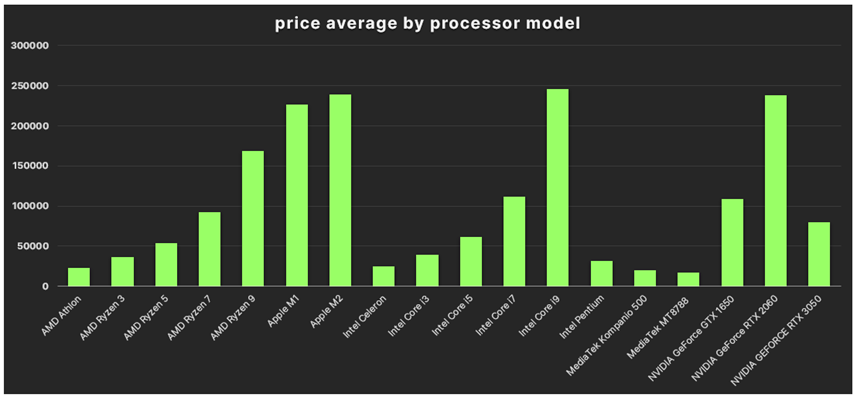 price average by processor model
300000
250000
200000
150000
100000
50000
0
AMD Athlon
AMD Ryzen 3
AMD Ryzen 5
AMD Ryzen 7
AMD Ryzen 9
Apple M1
Apple M2
Intel Celeron
Intel Core i3
Intel Core i5
Intel Core i7
Intel Core i9
Intel Pentium
MediaTek Kompanio 500
MediaTek MT8788
NVIDIA GeForce GTX 1650
NVIDIA GeForce RTX 2060
NVIDIA GEFORCE RTX 3050